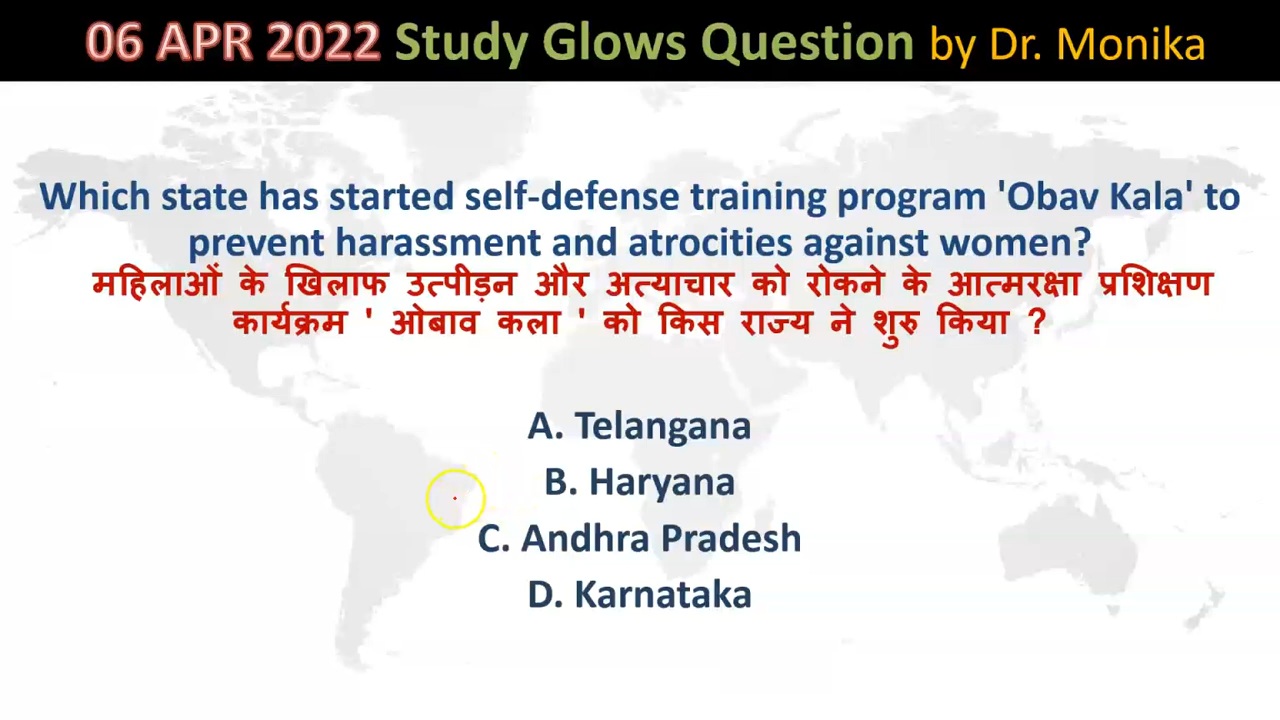 06 APR 2022 Study Glows Question by Dr. Monika
Which state has started self-defense training program 'Obav Kala' to
prevent harassment and atrocities against women?
महिलाओं के खिलाफ उत्पीड़न और अत्याचार को रोकने के आत्मरक्षा प्रशिक्षण
कार्यक्रम ' ओबाव कला ' को किस राज्य ने शुरु किया ?
A. Telangana
B. Haryana
C. Andhra Pradesh
D. Karnataka